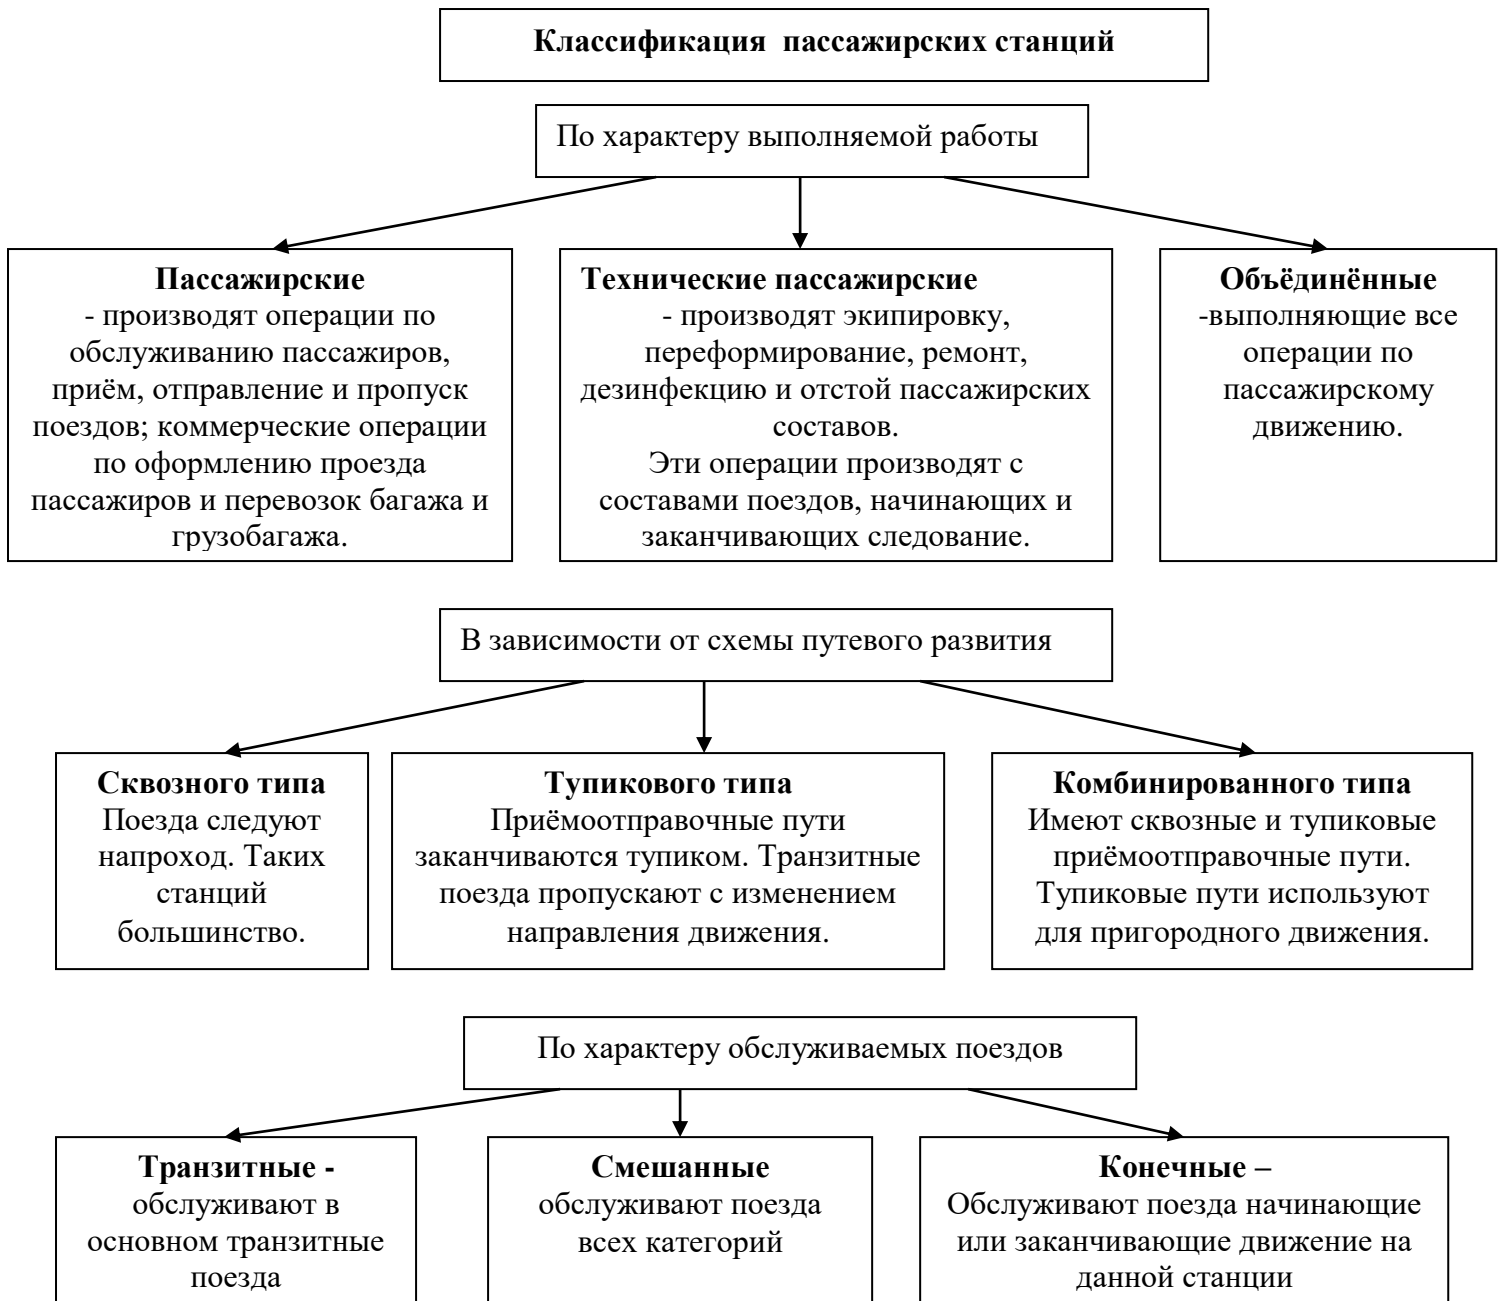 Классификация пассажирских станций
По характеру выполняемой работы
Пассажирские
- производят операции по
обслуживанию пассажиров,
приём, отправление и пропуск
поездов; коммерческие операции
по оформлению проезда
пассажиров и перевозок багажа и
грузобагажа.
Технические пассажирские
- производят экипировку,
переформирование, ремонт,
дезинфекцию и отстой пассажирских
составов.
Эти операции производят с
составами поездов, начинающих и
заканчивающих следование.
Объёдинённые
-выполняющие все
операции по
пассажирскому
движению.
В зависимости от схемы путевого развития
Сквозного типа
Поезда следуют
напроход. Таких
станций
большинство.
Тупикового типа
Приёмоотправочные пути
заканчиваются тупиком. Транзитные
поезда пропускают с изменением
направления движения.
Комбинированного типа
Имеют сквозные и тупиковые
приёмоотправочные пути.
Тупиковые пути используют
для пригородного движения.
По характеру обслуживаемых поездов
Транзитные -
обслуживают в
основном транзитные
поезда
Смешанные
обслуживают поезда
всех категорий
Конечные –
Обслуживают поезда начинающие
или заканчивающие движение на
данной станции